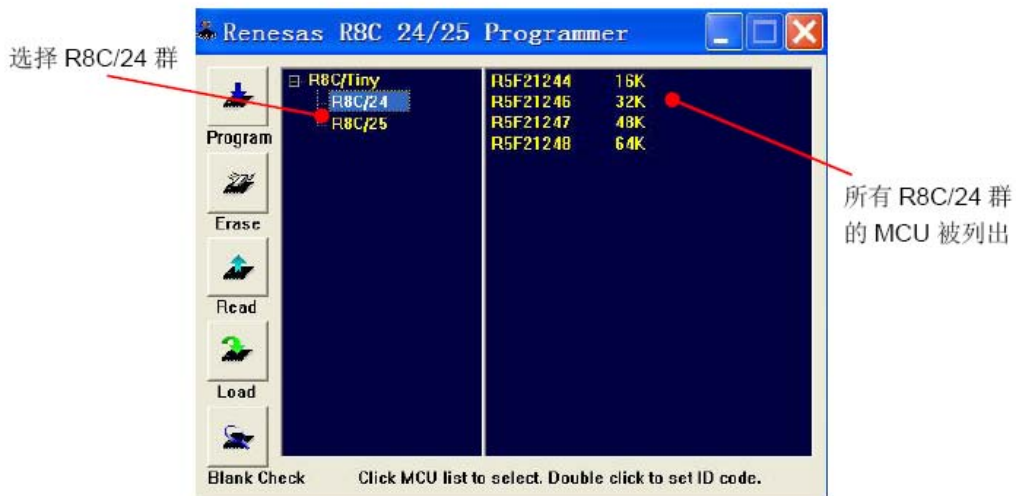 Renesas R8C 24/25 Programmer
选择 R8C/24 群
R8C/Tiny
R8C/24
R8C/25
R5F21244 16K
R5F21246 32K
R5F21247 48K
R5F21248 64K
Program
Erase
Read
Load
Blank Check
所有 R8C/24 群
的 MCU 被列出
Click MCU list to select. Double click to set ID code.